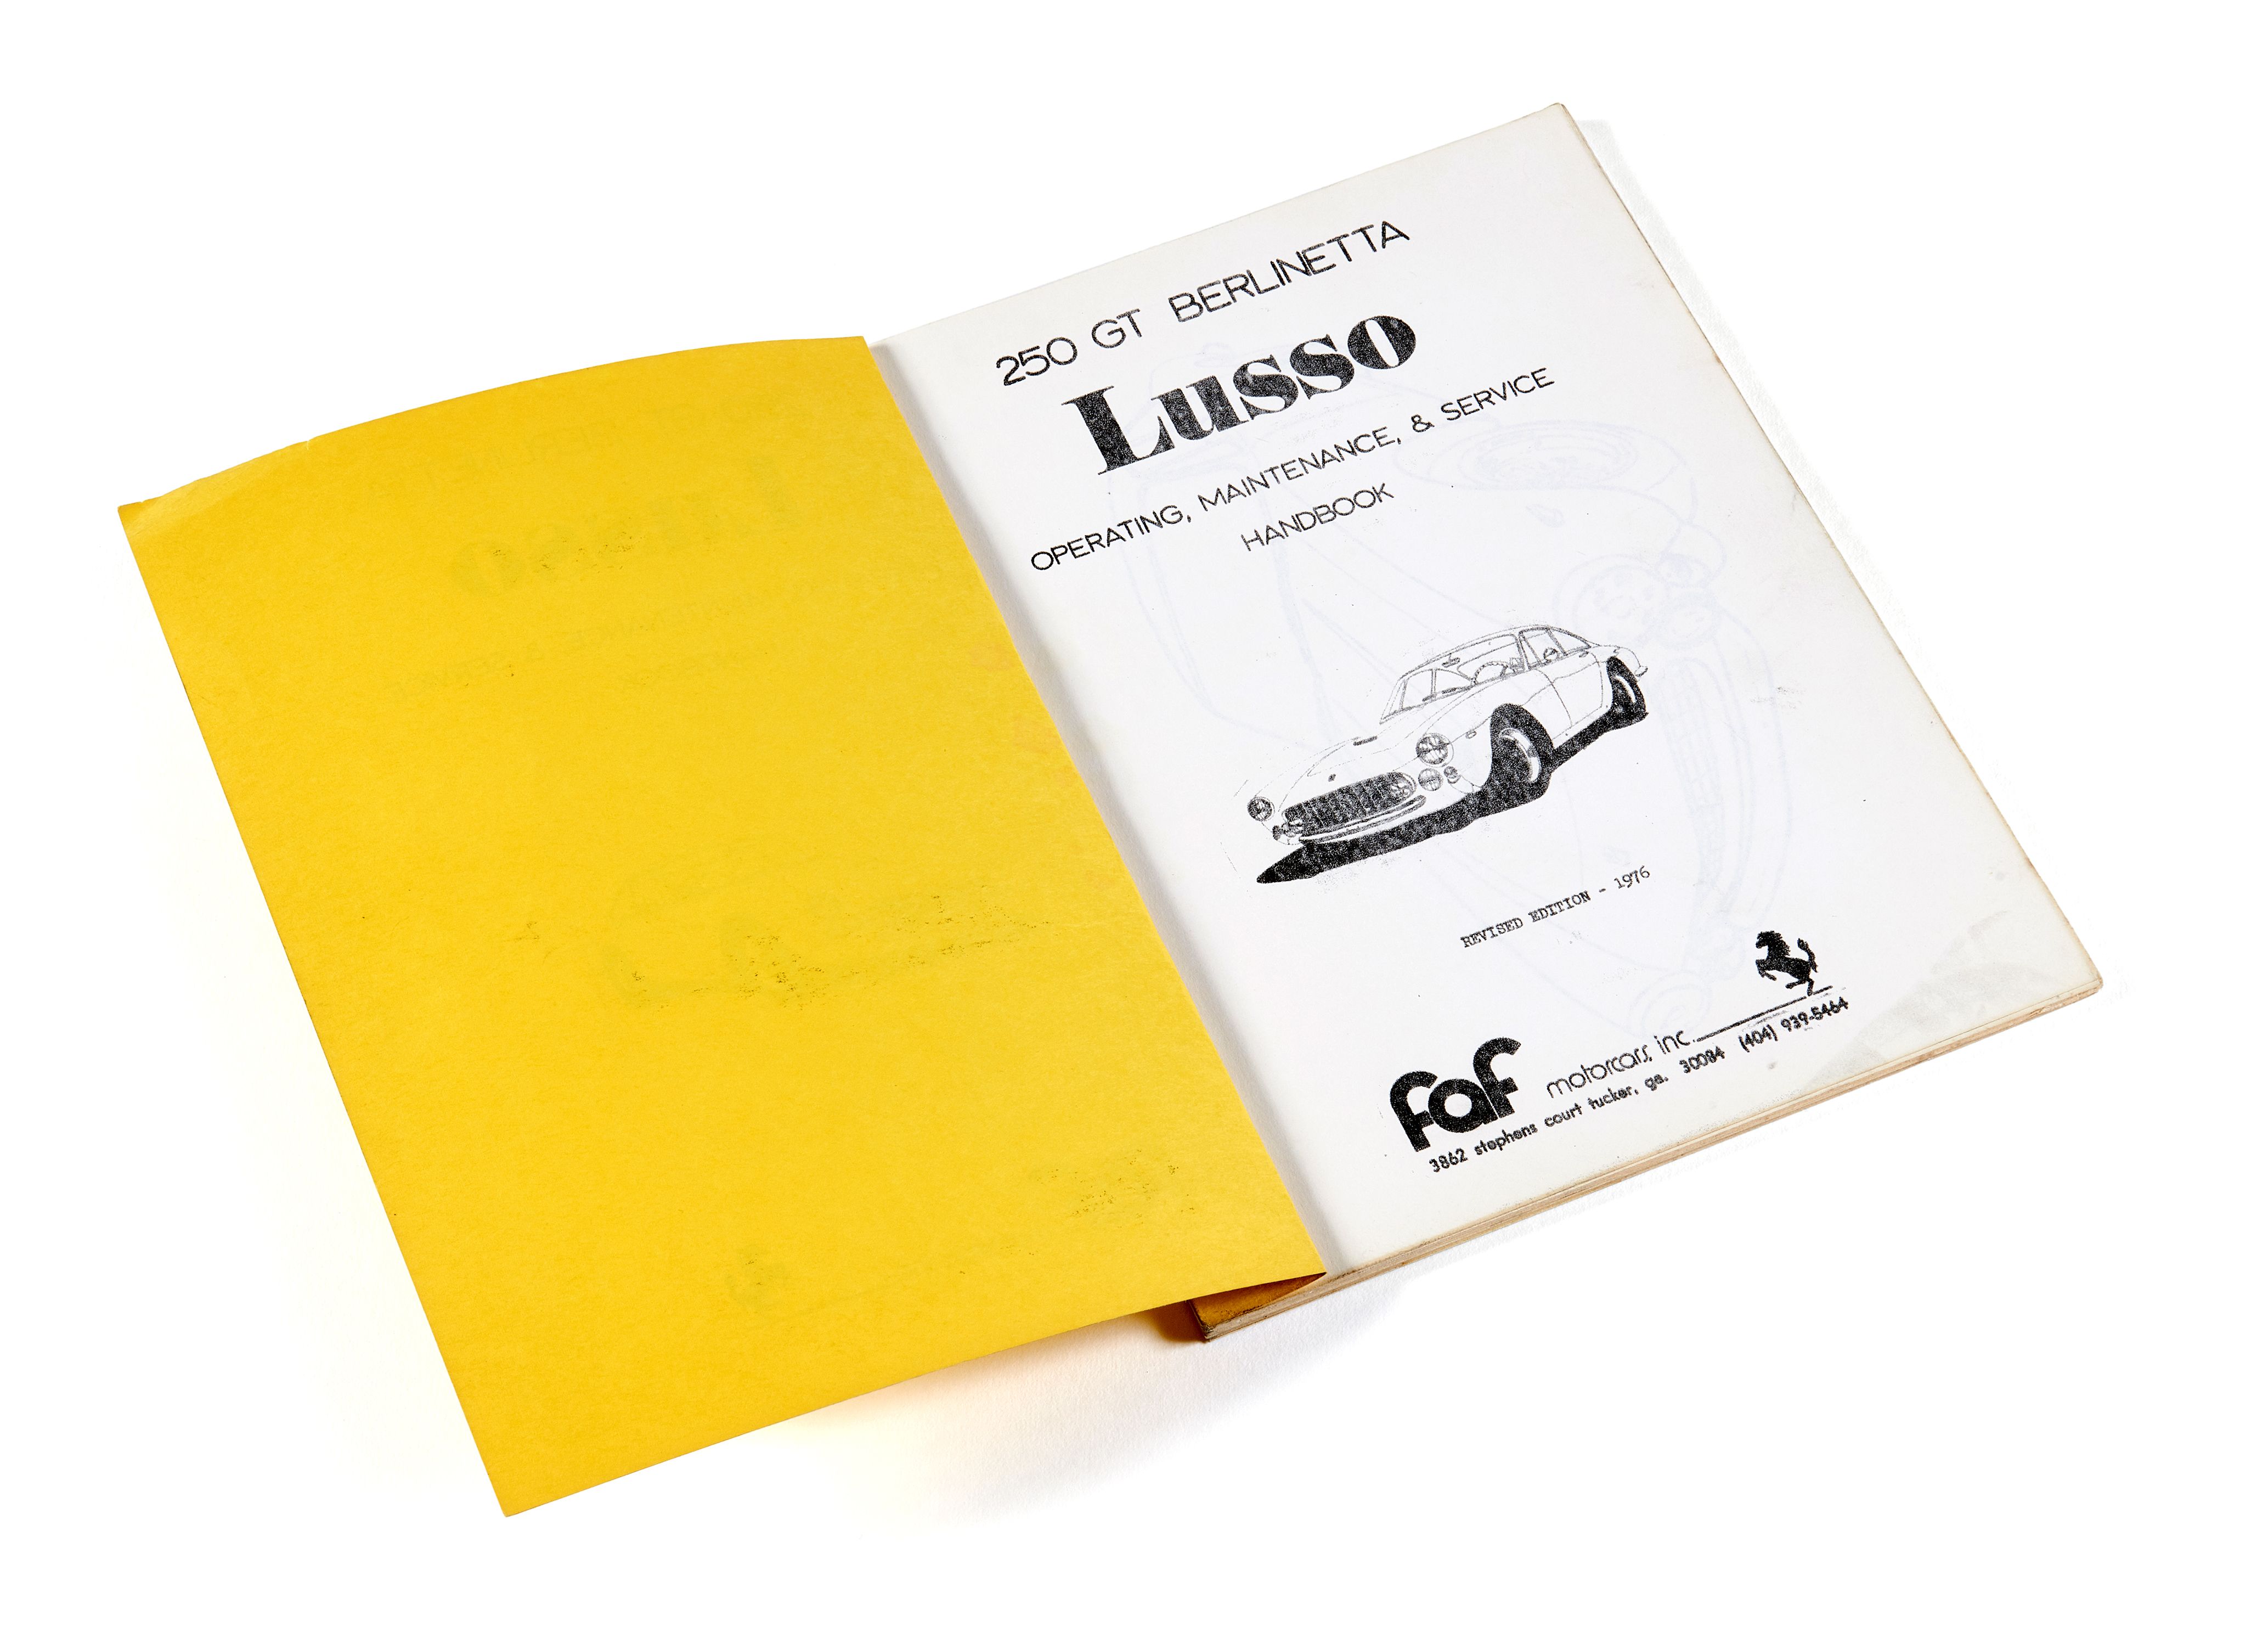 250 GT BERLINETTA
Lusso
OPERATING, MAINTENANCE, & SERVICE
HANDBOOK
REVISED EDITION - 1976
faf motorcars, inc.
3862 stephens court tucker, ga. 30084 (404) 939-5464